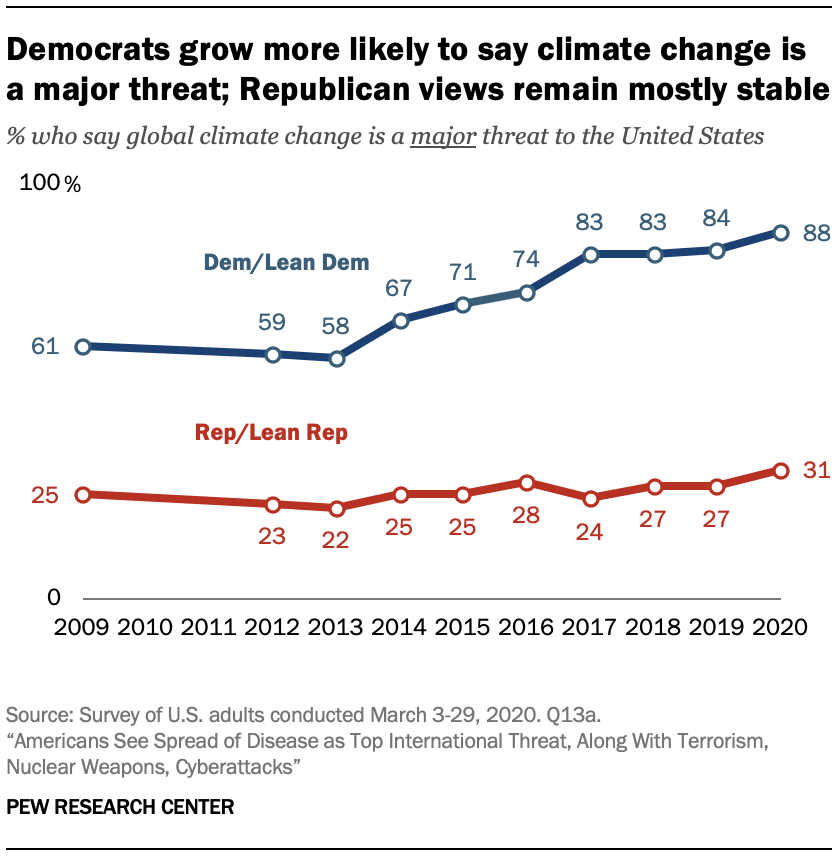 Democrats grow more likely to say climate change is
a major threat; Republican views remain mostly stable
% who say global climate change is a major threat to the United States
100%
83 83 84 88
Dem/Lean Dem
74
71
67
61 59 58
Rep/Lean Rep
31
25
23 22 25 25 28 24 27 27
0
2009 2010 2011 2012 2013 2014 2015 2016 2017 2018 2019 2020
Source: Survey of U.S. adults conducted March 3-29, 2020. Q13a.
“Americans See Spread of Disease as Top International Threat, Along With Terrorism,
Nuclear Weapons, Cyberattacks”
PEW RESEARCH CENTER